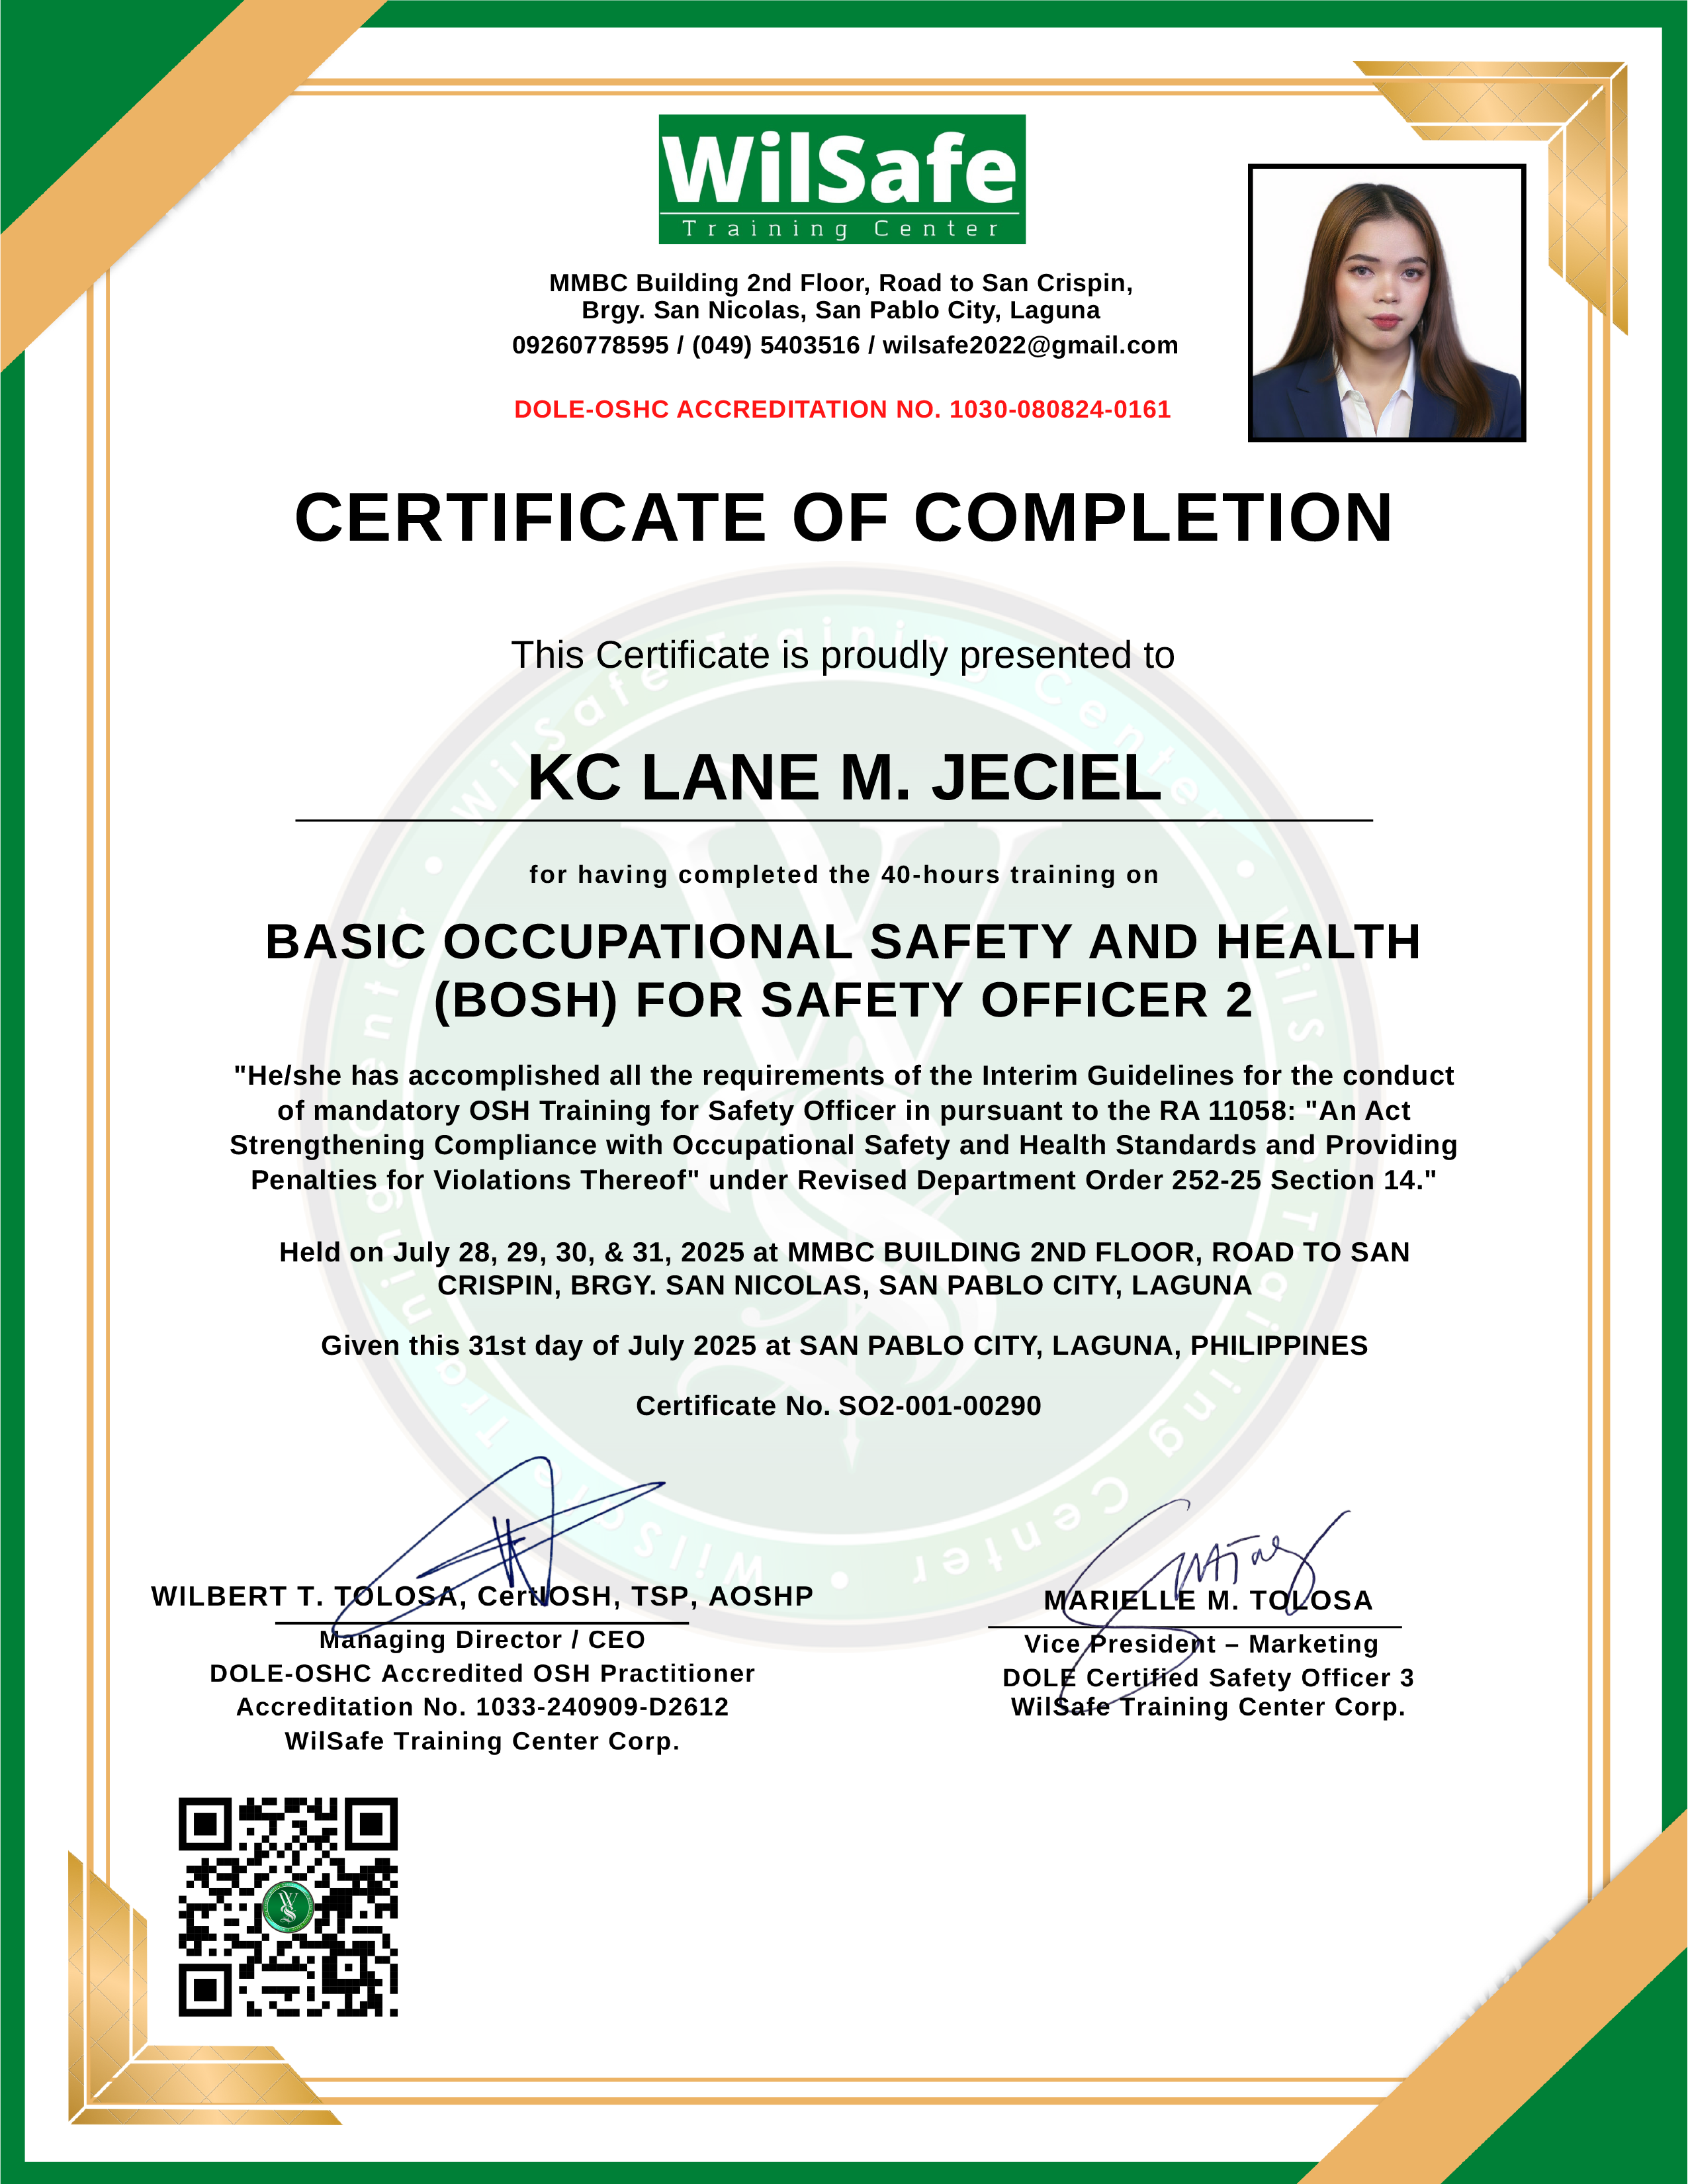 WilSafe
Training Center
MMBC Building 2nd Floor, Road to San Crispin,
Brgy. San Nicolas, San Pablo City, Laguna
09260778595 / (049) 5403516 / wilsafe2022@gmail.com
DOLE-OSHC ACCREDITATION NO. 1030-080824-0161
CERTIFICATE OF COMPLETION
This Certificate is proudly presented to
KC LANE M. JECIEL
for having completed the 40-hours training on
BASIC OCCUPATIONAL SAFETY AND HEALTH
(BOSH) FOR SAFETY OFFICER 2
"He/she has accomplished all the requirements of the Interim Guidelines for the conduct
of mandatory OSH Training for Safety Officer in pursuant to the RA 11058: "An Act
Strengthening Compliance with Occupational Safety and Health Standards and Providing
Penalties for Violations Thereof" under Revised Department Order 252-25 Section 14."
Held on July 28, 29, 30, & 31, 2025 at MMBC BUILDING 2ND FLOOR, ROAD TO SAN
CRISPIN, BRGY. SAN NICOLAS, SAN PABLO CITY, LAGUNA
Given this 31st day of July 2025 at SAN PABLO CITY, LAGUNA, PHILIPPINES
Certificate No. SO2-001-00290
WILBERT T. TOLOSA, CertIOSH, TSP, AOSHP
Managing Director / CEO
DOLE-OSHC Accredited OSH Practitioner
Accreditation No. 1033-240909-D2612
WilSafe Training Center Corp.
MARIELLE M. TOLOSA
Vice President – Marketing
DOLE Certified Safety Officer 3
WilSafe Training Center Corp.
WilSafe Training Center • WilSafe Training Center • WilSafe Training Center •